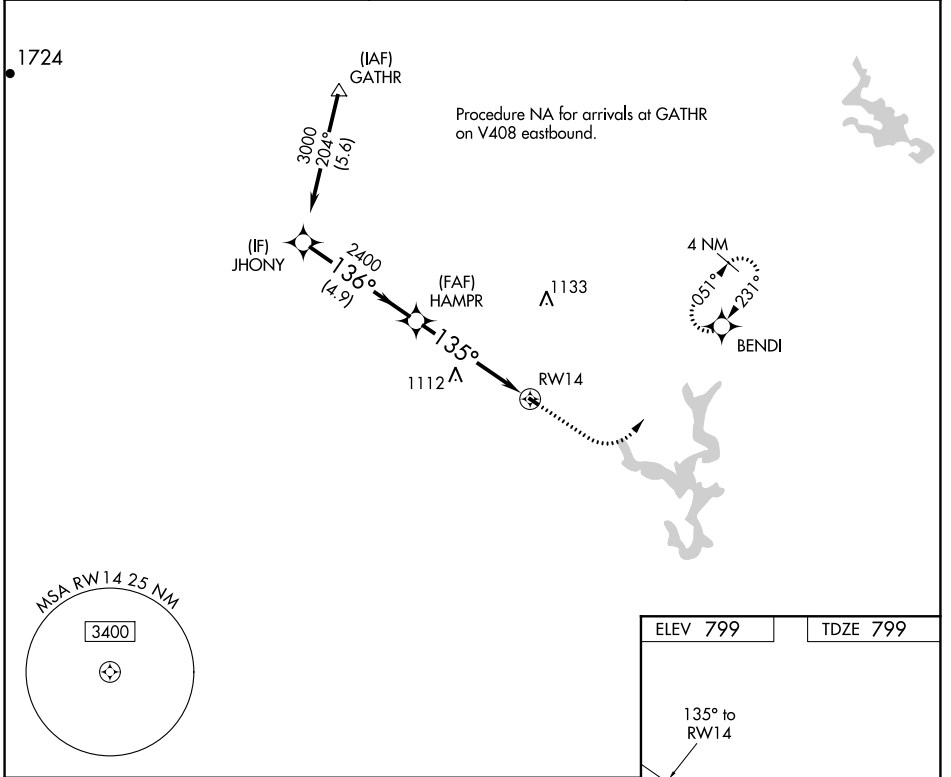 1724
(IAF)
GATHR
Procedure NA for arrivals at GATHR
on V408 eastbound.
3000
204°
(5.6)
(IF)
JHONY
2400
136°
(4.9)
(FAF)
HAMPR
1133
4 NM
051°
231°
BENDI
135°
1112
RW14
MSA RW14 25 NM
3400
ELEV 799
TDZE 799
135° to
RW14